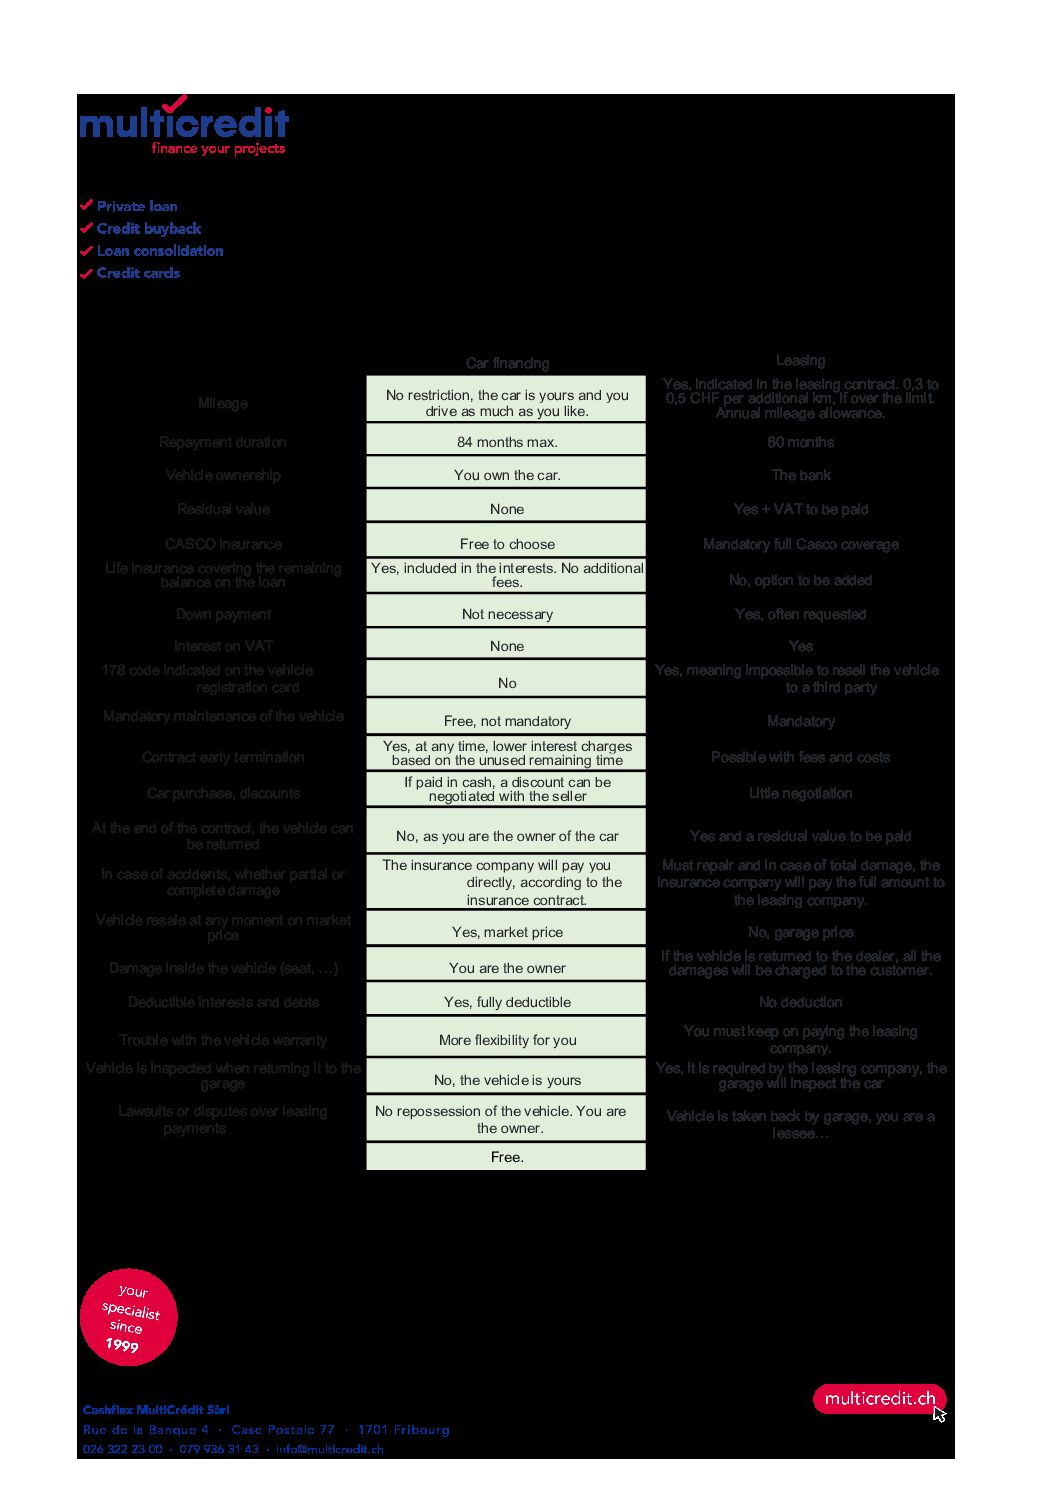 multicredit
finance your projects
Private loan
Credit buyback
Loan consolidation
Credit cards
Car financing
Leasing
Mileage
No restriction, the car is yours and you
drive as much as you like.
Yes, indicated in the leasing contract. 0,3 to
0,5 CHF per additional km, if over the limit.
Annual mileage allowance.
Repayment duration
84 months max.
60 months
Vehicle ownership
You own the car.
The bank
Residual value
None
Yes + VAT to be paid
CASCO insurance
Free to choose
Mandatory full Casco coverage
Life insurance covering the remaining
balance on the loan
Yes, included in the interests. No additional
fees.
No, option to be added
Down payment
Not necessary
Yes, often requested
Interest on VAT
None
Yes
178 code indicated on the vehicle
registration card
No
Yes, meaning impossible to resell the vehicle
to a third party
Mandatory maintenance of the vehicle
Free, not mandatory
Mandatory
Contract early termination
Yes, at any time, lower interest charges
based on the unused remaining time
Possible with fees and costs
Car purchase, discounts
If paid in cash, a discount can be
negotiated with the seller
Little negotiation
At the end of the contract, the vehicle can
be returned
No, as you are the owner of the car
Yes and a residual value to be paid
In case of accidents, whether partial or
complete damage
The insurance company will pay you
directly, according to the
insurance contract.
Must repair and in case of total damage, the
insurance company will pay the full amount to
the leasing company.
Vehicle resale at any moment on market
price
Yes, market price
No, garage price
Damage inside the vehicle (seat, …)
You are the owner
If the vehicle is returned to the dealer, all the
damages will be charged to the customer.
Deductible interests and debts
Yes, fully deductible
No deduction
Trouble with the vehicle warranty
More flexibility for you
You must keep on paying the leasing
company.
Vehicle is inspected when returning it to the
garage
No, the vehicle is yours
Yes, it is required by the leasing company, the
garage will inspect the car
Lawsuits or disputes over leasing
payments
No repossession of the vehicle. You are
the owner.
Vehicle is taken back by garage, you are a
lessee…
Free.
your
specialist
since
1999
multicredit.ch
Cashflex MultiCrédit Sàrl
Rue de la Banque 4 · Case Postale 77 · 1701 Fribourg
026 322 23 00 · 079 936 31 43 · info@multicredit.ch